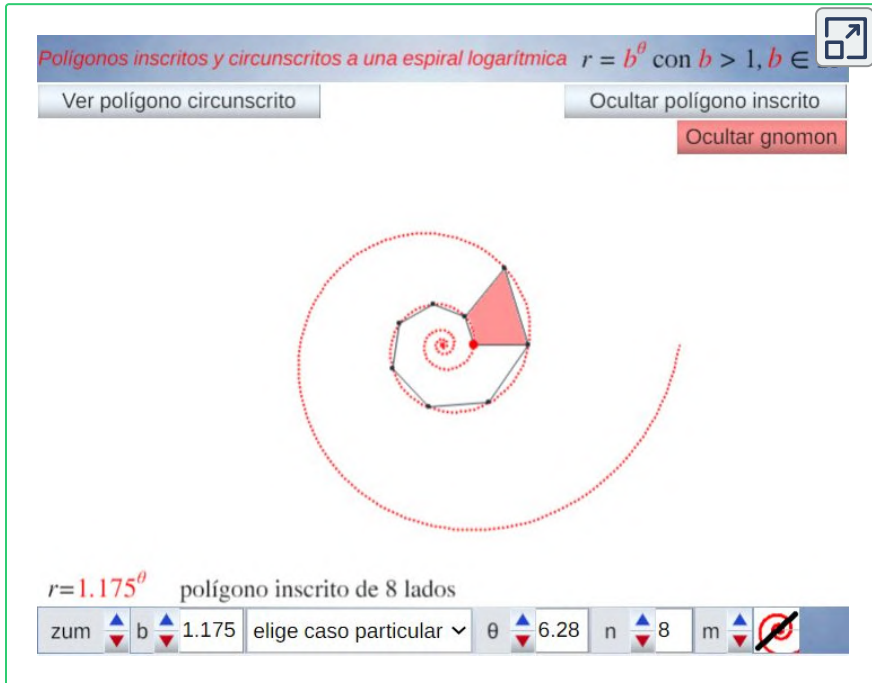 Polígonos inscritos y circunscritos a una espiral logarítmica r = b^θ con b > 1, b ∈
Ver polígono circunscrito Ocultar polígono inscrito
Ocultar gnomon
r=1.175^θ polígono inscrito de 8 lados
zum b 1.175 elige caso particular θ 6.28 n 8 m